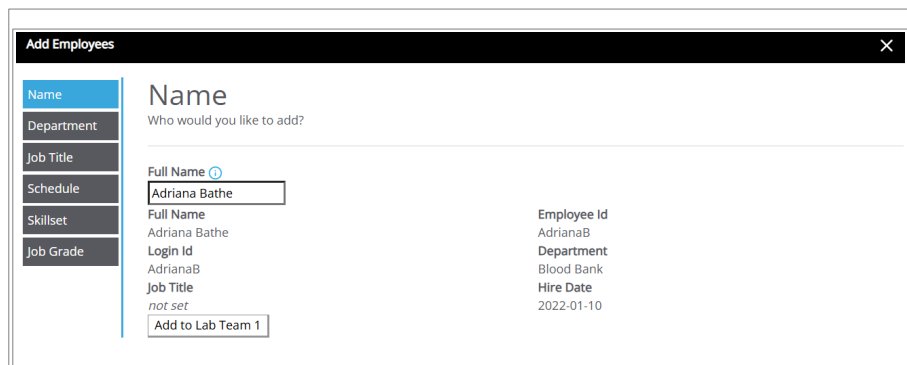 Add Employees
Name
Department
Job Title
Schedule
Skillset
Job Grade
Name
Who would you like to add?
Full Name
Adriana Bathe
Full Name
Adriana Bathe
Login Id
AdrianaB
Job Title
not set
Add to Lab Team 1
Employee Id
AdrianaB
Department
Blood Bank
Hire Date
2022-01-10